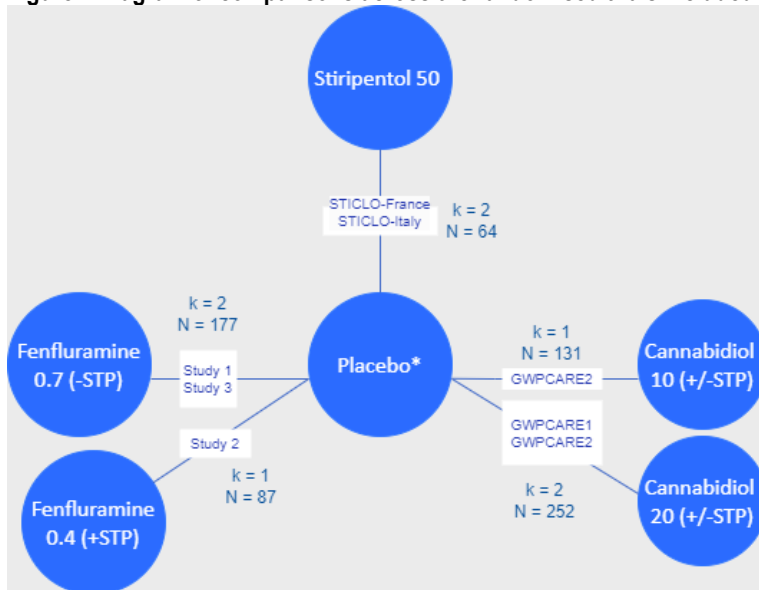 Stiripentol 50
STICLO-France
STICLO-Italy
k = 2
N = 64
k = 2
N = 177
Fenfluramine
0.7 (-STP)
Study 1
Study 3
Placebo*
k = 1
N = 131
GWPCARE2
Cannabidiol
10 (+/-STP)
Study 2
k = 1
N = 87
Fenfluramine
0.4 (+STP)
GWPCARE1
GWPCARE2
k = 2
N = 252
Cannabidiol
20 (+/-STP)